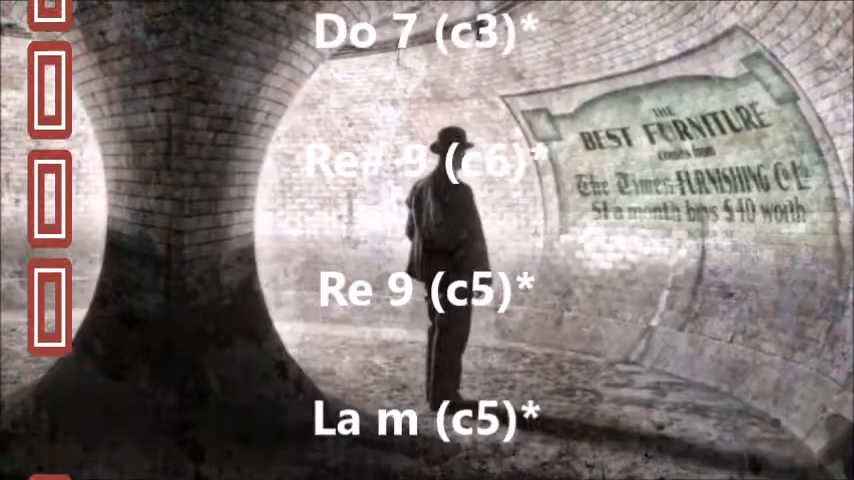 Do 7 (c3)*
THE
BEST FURNITURE
comes from
The Times FURNISHING Co Ld.
$1 a month buys $40 worth
Re# 9 (c6)*
Re 9 (c5)*
La m (c5)*